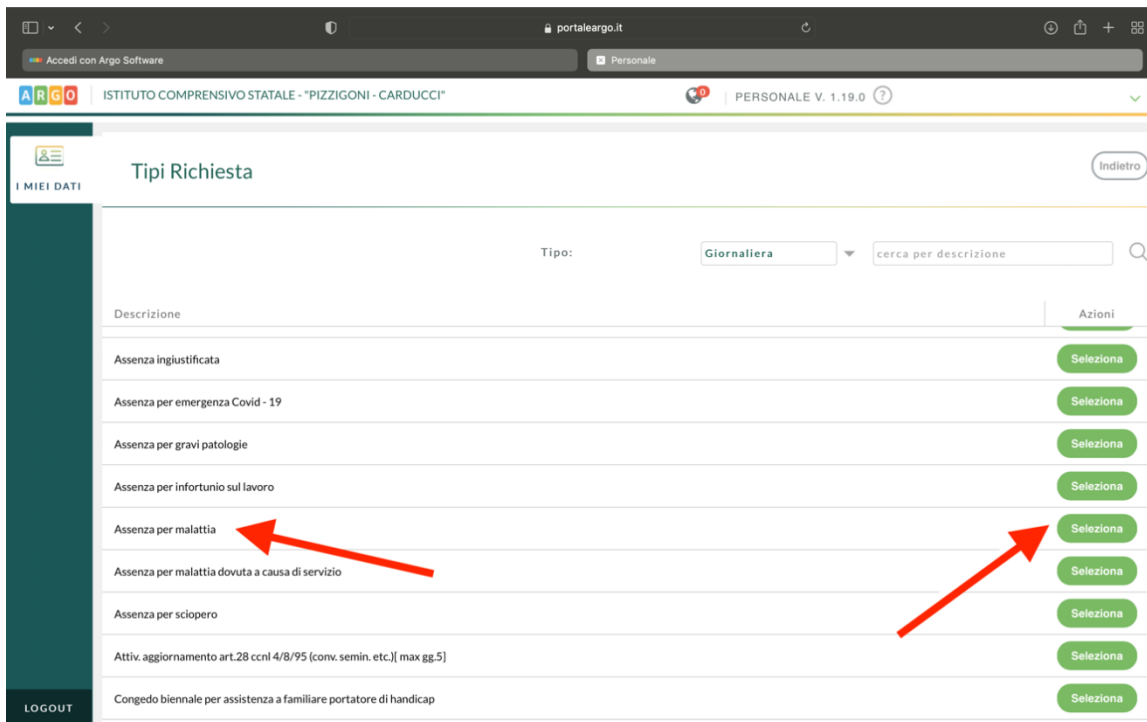 portaleargo.it
Accedi con Argo Software
Personale
ARGO ISTITUTO COMPRENSIVO STATALE - "PIZZIGONI - CARDUCCI" 0 PERSONALE V. 1.19.0 ?
I MIEI DATI
Tipi Richiesta Indietro
Tipo: Giornaliera cerca per descrizione
Descrizione Azioni
Assenza ingiustificata Seleziona
Assenza per emergenza Covid - 19 Seleziona
Assenza per gravi patologie Seleziona
Assenza per infortunio sul lavoro Seleziona
Assenza per malattia Seleziona
Assenza per malattia dovuta a causa di servizio Seleziona
Assenza per sciopero Seleziona
Attiv. aggiornamento art.28 ccnl 4/8/95 (conv. semin. etc.)[ max gg.5] Seleziona
Congedo biennale per assistenza a familiare portatore di handicap Seleziona
LOGOUT